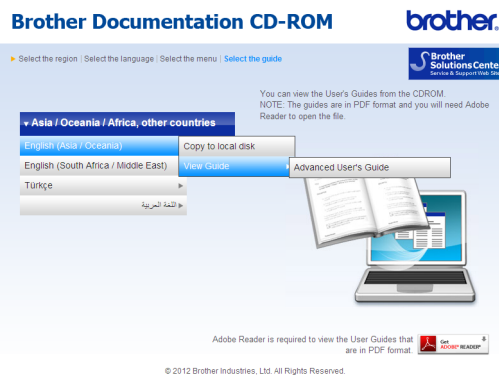 Brother Documentation CD-ROM
brother
Select the region | Select the language | Select the menu | Select the guide
Brother
Solutions Cente
Service & Support Web Site
You can view the User's Guides from the CDROM.
NOTE: The guides are in PDF format and you will need Adobe
Reader to open the file.
Asia / Oceania / Africa, other countries
English (Asia / Oceania)
Copy to local disk
English (South Africa / Middle East)
View Guide
Advanced User's Guide
Türkçe
اللغة العربية
Adobe Reader is required to view the User Guides that
are in PDF format.
Get
ADOBE® READER®
© 2012 Brother Industries, Ltd. All Rights Reserved.